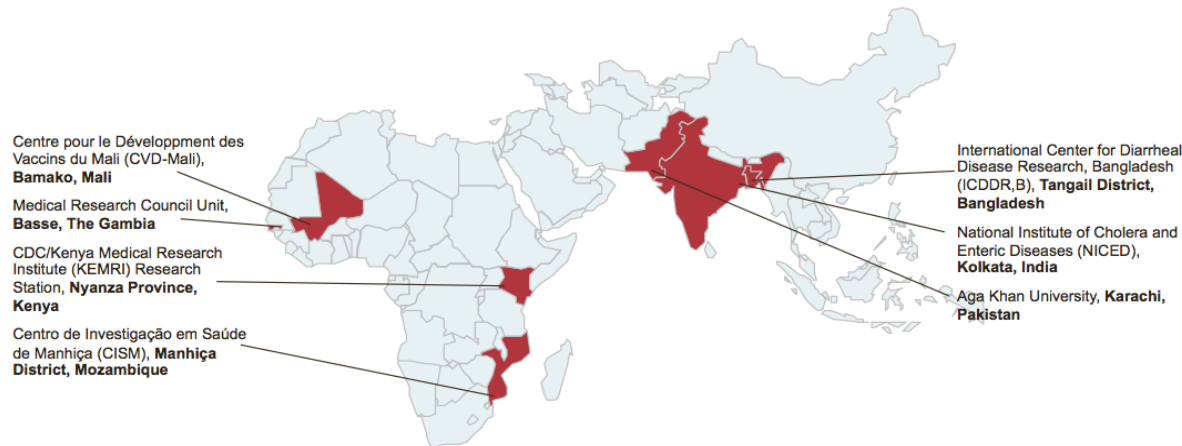 Centre pour le Développment des
Vaccins du Mali (CVD-Mali),
Bamako, Mali
Medical Research Council Unit,
Basse, The Gambia
CDC/Kenya Medical Research
Institute (KEMRI) Research
Station, Nyanza Province,
Kenya
Centro de Investigação em Saúde
de Manhiça (CISM), Manhiça
District, Mozambique
International Center for Diarrheal
Disease Research, Bangladesh
(ICDDR,B), Tangail District,
Bangladesh
National Institute of Cholera and
Enteric Diseases (NICED),
Kolkata, India
Aga Khan University, Karachi,
Pakistan